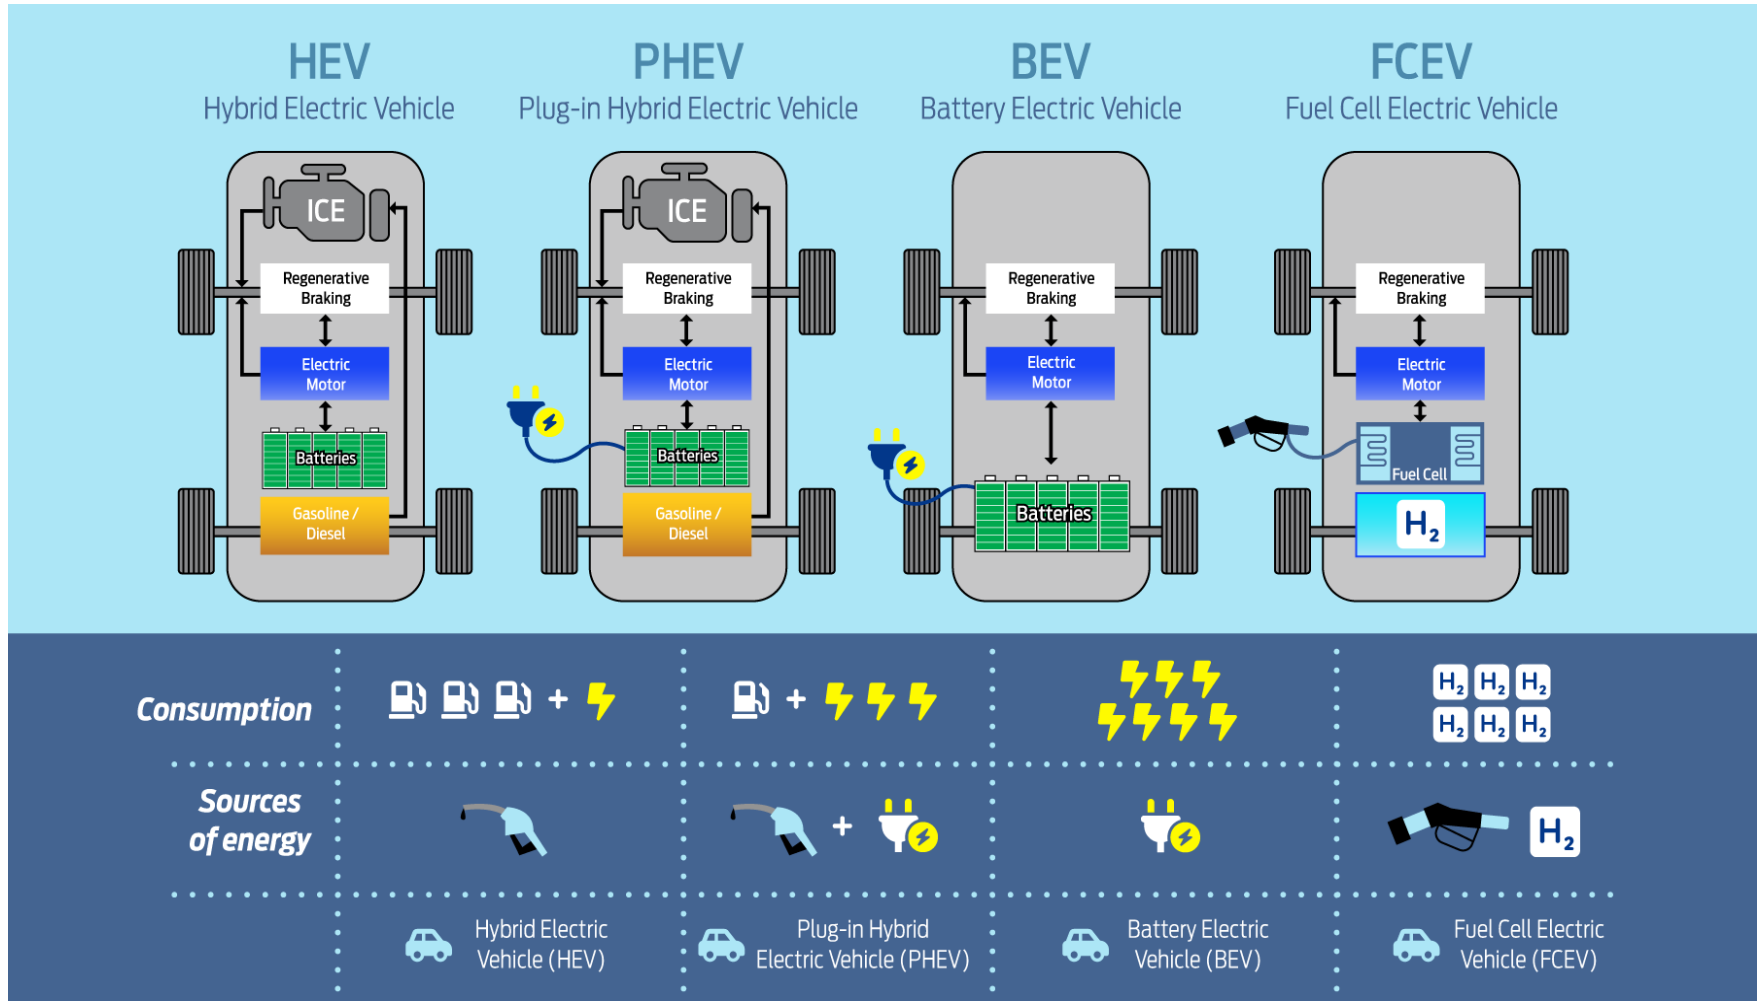 HEV
Hybrid Electric Vehicle
PHEV
Plug-in Hybrid Electric Vehicle
BEV
Battery Electric Vehicle
FCEV
Fuel Cell Electric Vehicle
ICE
Regenerative
Braking
Electric
Motor
Batteries
Gasoline /
Diesel
ICE
Regenerative
Braking
Electric
Motor
Batteries
Gasoline /
Diesel
Regenerative
Braking
Electric
Motor
Batteries
Regenerative
Braking
Electric
Motor
Fuel Cell
H₂
Consumption
+
+
H₂ H₂ H₂
H₂ H₂ H₂
Sources
of energy
+
H₂
Hybrid Electric
Vehicle (HEV)
Plug-in Hybrid
Electric Vehicle (PHEV)
Battery Electric
Vehicle (BEV)
Fuel Cell Electric
Vehicle (FCEV)